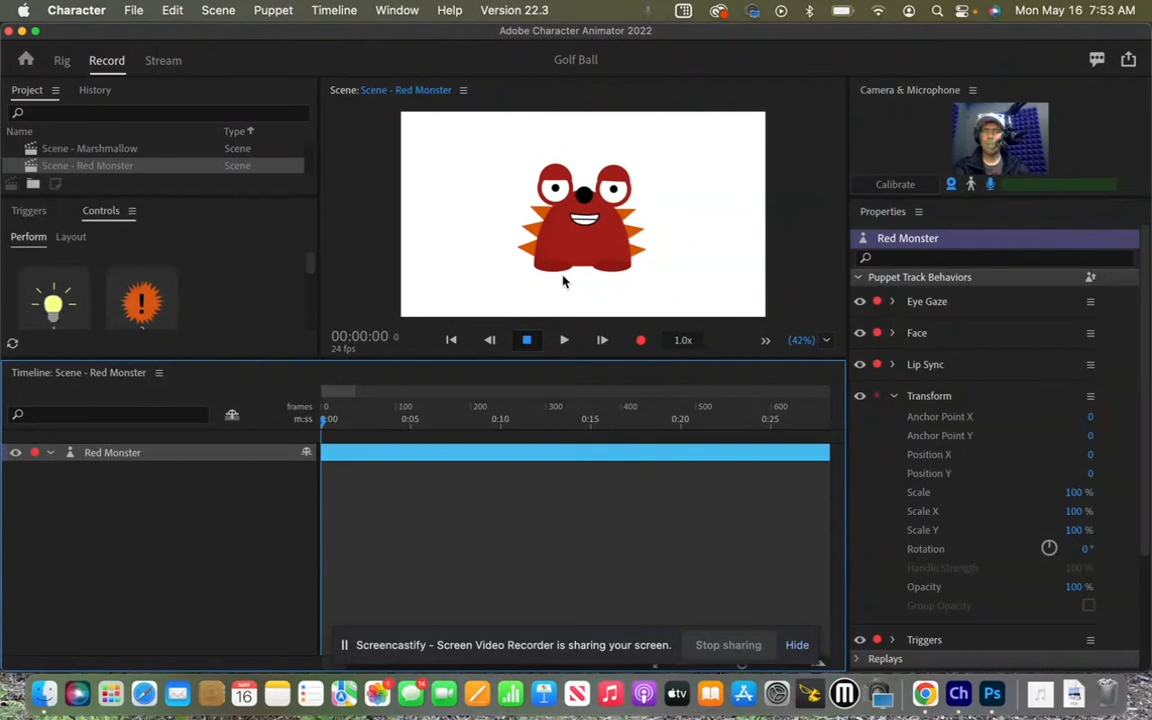 Character File Edit Scene Puppet Timeline Window Help Version 22.3 Mon May 16 7:53 AM
Adobe Character Animator 2022
Rig Record Stream Golf Ball
Project History
Scene: Scene - Red Monster
Camera & Microphone
Name Type
Scene - Marshmallow Scene
Scene - Red Monster Scene
Calibrate
Triggers Controls
Properties
Perform Layout
Red Monster
Puppet Track Behaviors
Eye Gaze
Face
00:00:00 0
24 fps
1.0x
(42%)
Lip Sync
Timeline: Scene - Red Monster
Transform
frames 0 100 200 300 400 500 600
m:ss 0:00 0:05 0:10 0:15 0:20 0:25
Anchor Point X 0
Anchor Point Y 0
Red Monster
Position X 0
Position Y 0
Scale 100 %
Scale X 100 %
Scale Y 100 %
Rotation 0°
Handle Strength 100 %
Opacity 100 %
Group Opacity
Screencastify - Screen Video Recorder is sharing your screen. Stop sharing Hide
Triggers
Replays
MAY
16
14
tv
Ch Ps